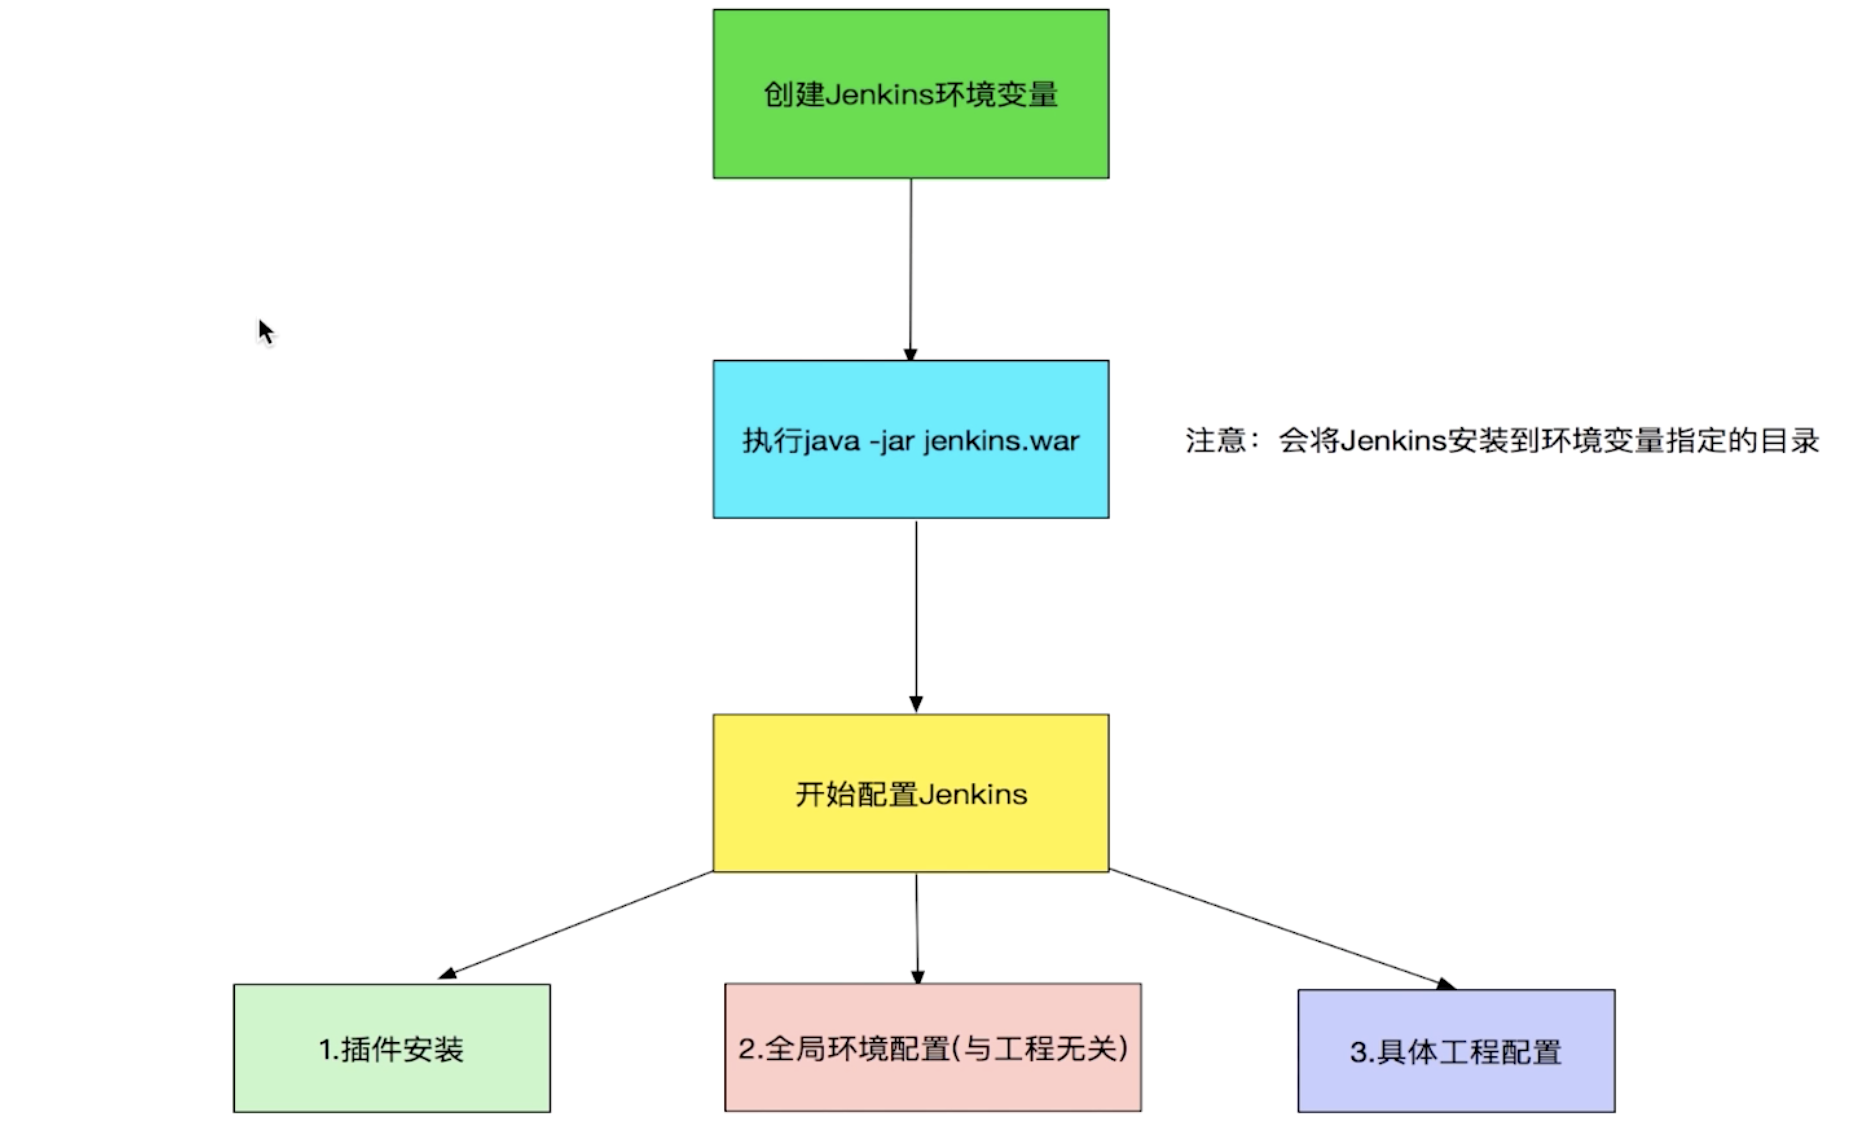 创建Jenkins环境变量
执行java -jar jenkins.war
注意：会将Jenkins安装到环境变量指定的目录
开始配置Jenkins
1.插件安装
2.全局环境配置(与工程无关)
3.具体工程配置